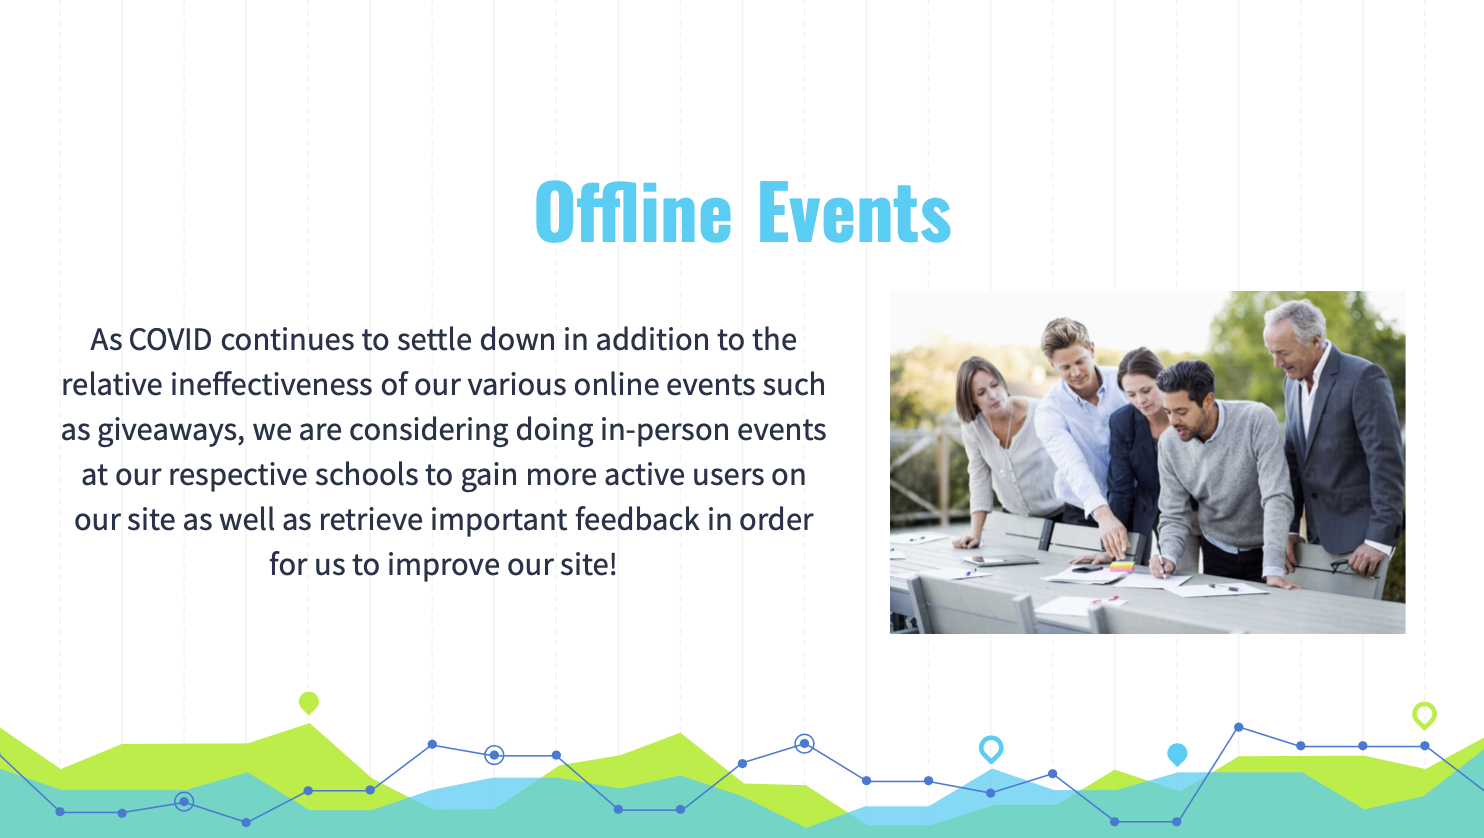 Offline Events
As COVID continues to settle down in addition to the
relative ineffectiveness of our various online events such
as giveaways, we are considering doing in-person events
at our respective schools to gain more active users on
our site as well as retrieve important feedback in order
for us to improve our site!